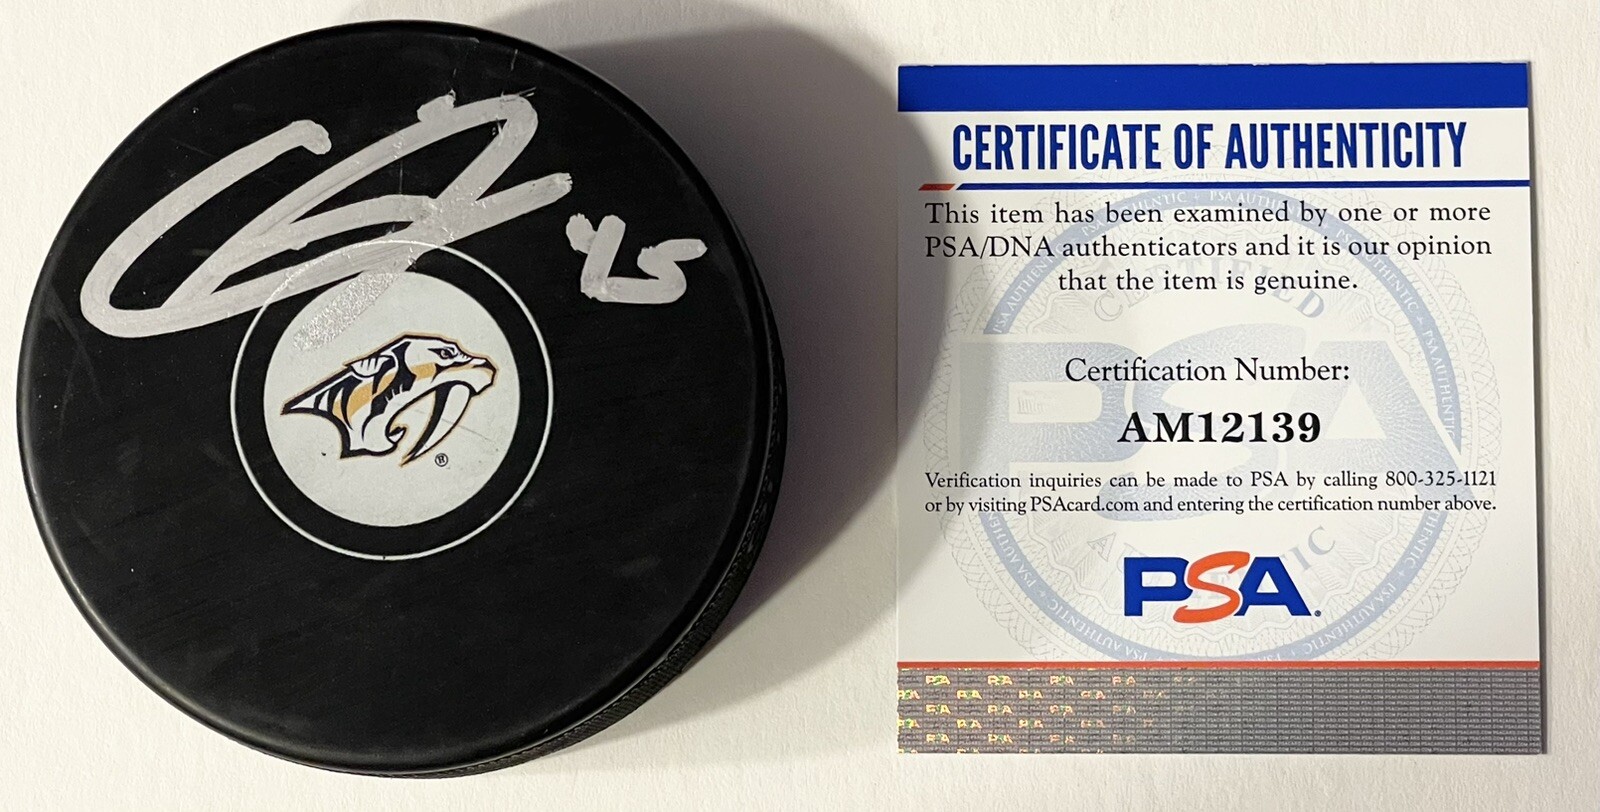 ®
CERTIFICATE OF AUTHENTICITY
This item has been examined by one or more
PSA/DNA authenticators and it is our opinion
that the item is genuine.
Certification Number:
AM12139
Verification inquiries can be made to PSA by calling 800-325-1121
or by visiting PSAcard.com and entering the certification number above.
PSA®